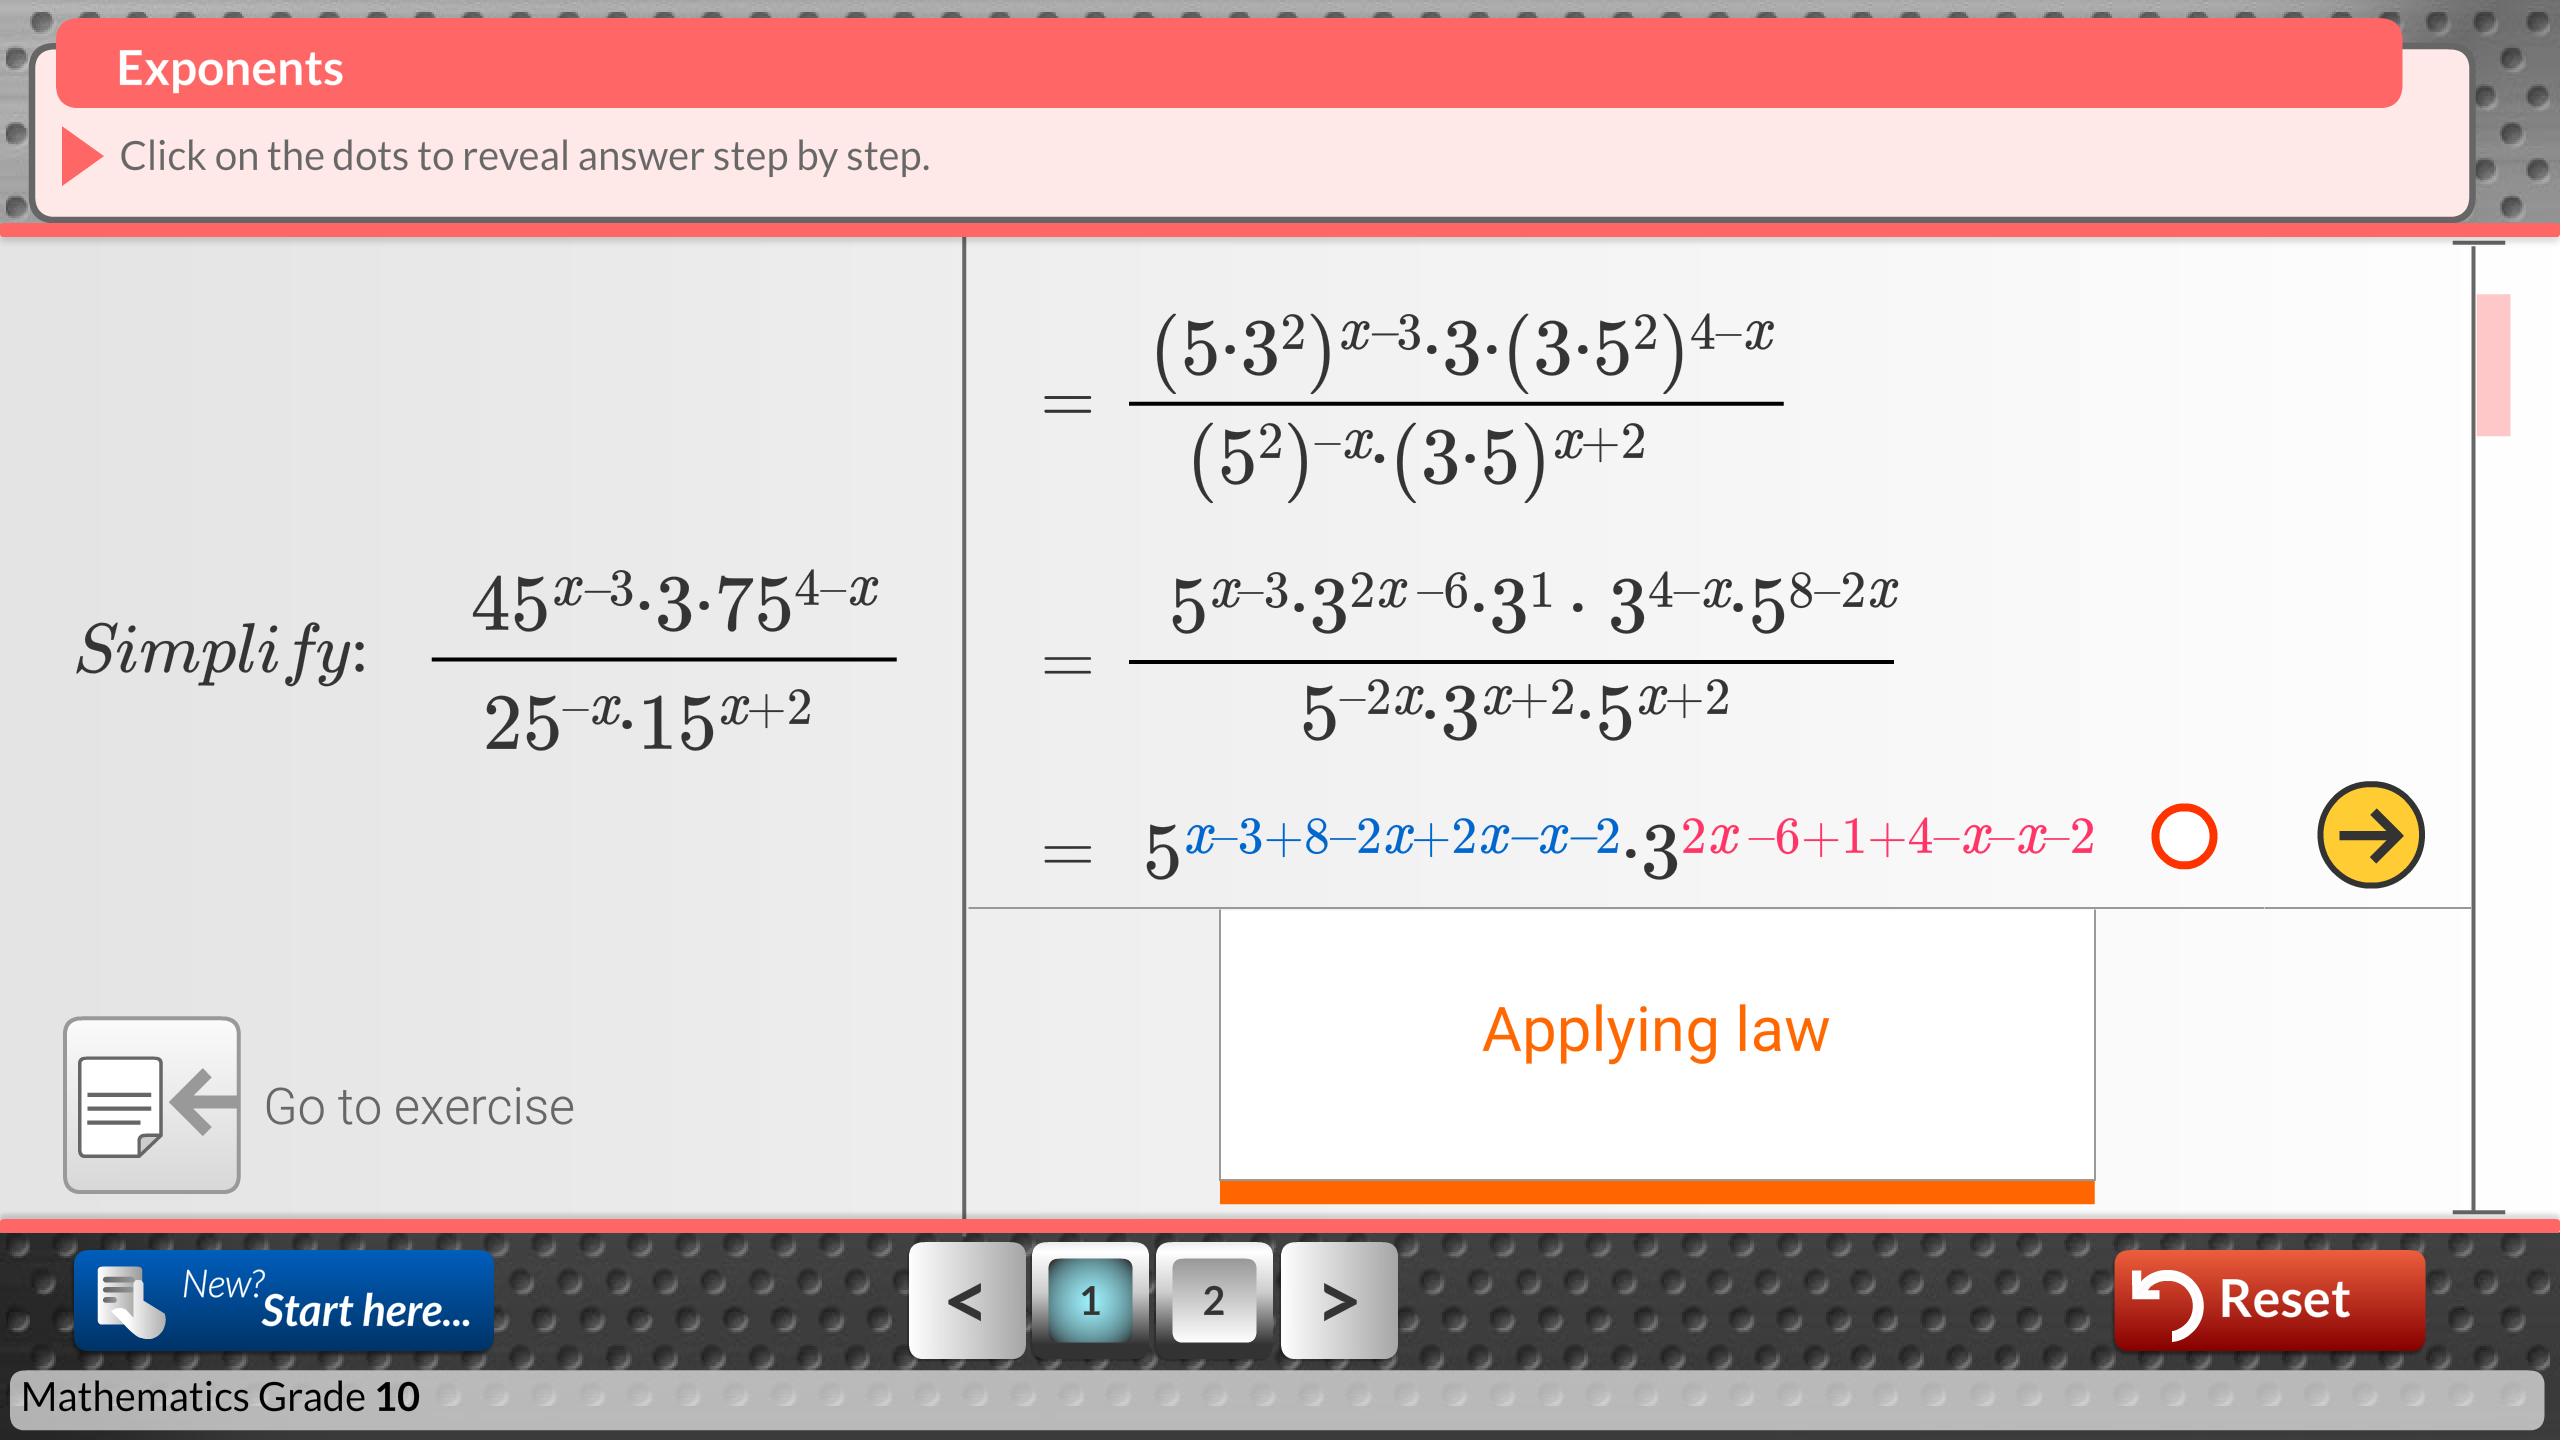 Exponents
Click on the dots to reveal answer step by step.
Simplify: \frac{45^{x-3}·3·75^{4-x}}{25^{-x}·15^{x+2}}
= \frac{(5·3^2)^{x-3}·3·(3·5^2)^{4-x}}{(5^2)^{-x}·(3·5)^{x+2}}
= \frac{5^{x-3}·3^{2x-6}·3^1·3^{4-x}·5^{8-2x}}{5^{-2x}·3^{x+2}·5^{x+2}}
= 5^{x-3+8-2x+2x-x-2}·3^{2x-6+1+4-x-x-2}
Applying law
Go to exercise
New? Start here...
< 1 2 >
Reset
Mathematics Grade 10